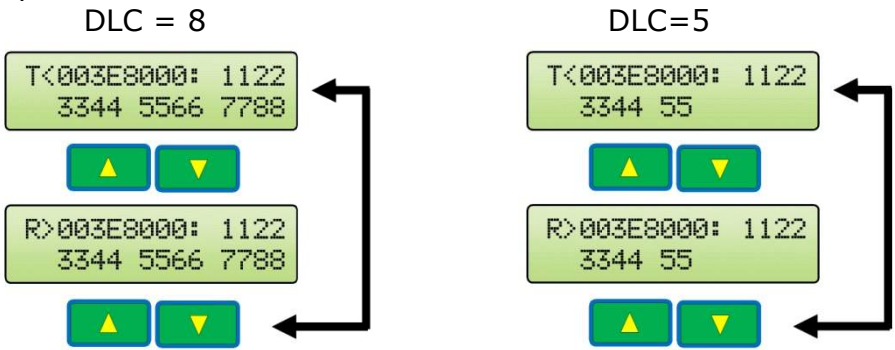 DLC = 8
T<003E8000: 1122
3344 5566 7788
R>003E8000: 1122
3344 5566 7788
DLC=5
T<003E8000: 1122
3344 55
R>003E8000: 1122
3344 55